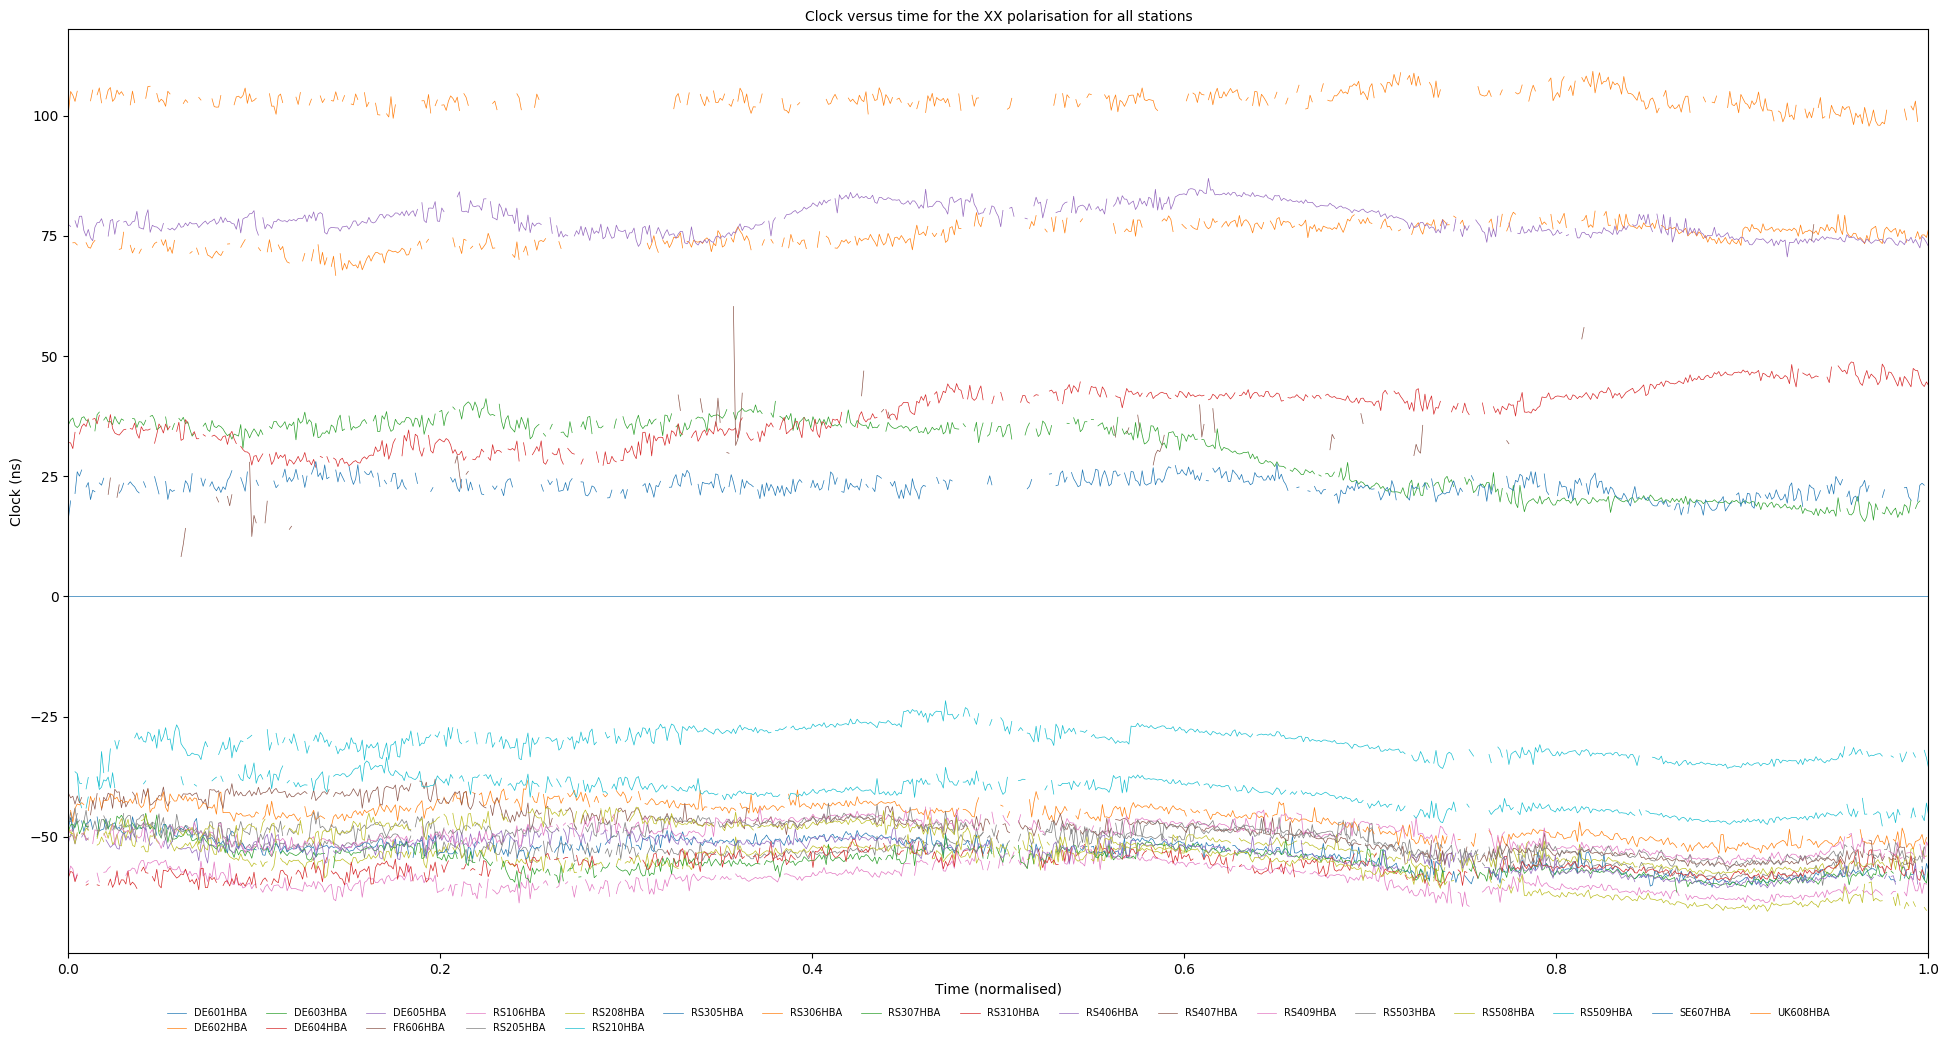 Clock versus time for the XX polarisation for all stations
100
75
50
25
0
−25
−50
Clock (ns)
0.0 0.2 0.4 0.6 0.8 1.0
Time (normalised)
DE601HBA DE603HBA DE605HBA RS106HBA RS208HBA RS305HBA RS306HBA RS307HBA RS310HBA RS406HBA RS407HBA RS409HBA RS503HBA RS508HBA RS509HBA SE607HBA UK608HBA
DE602HBA DE604HBA FR606HBA RS205HBA RS210HBA